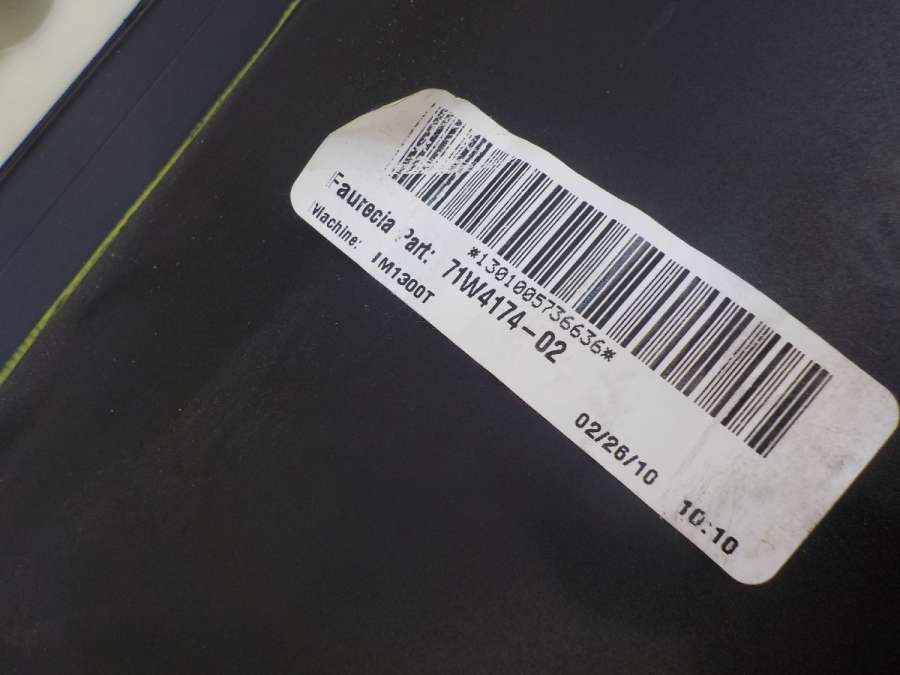 *1301005736636*
Faurecia Part: 71W4174-02
Machine: IM1300T 02/26/10 10:10